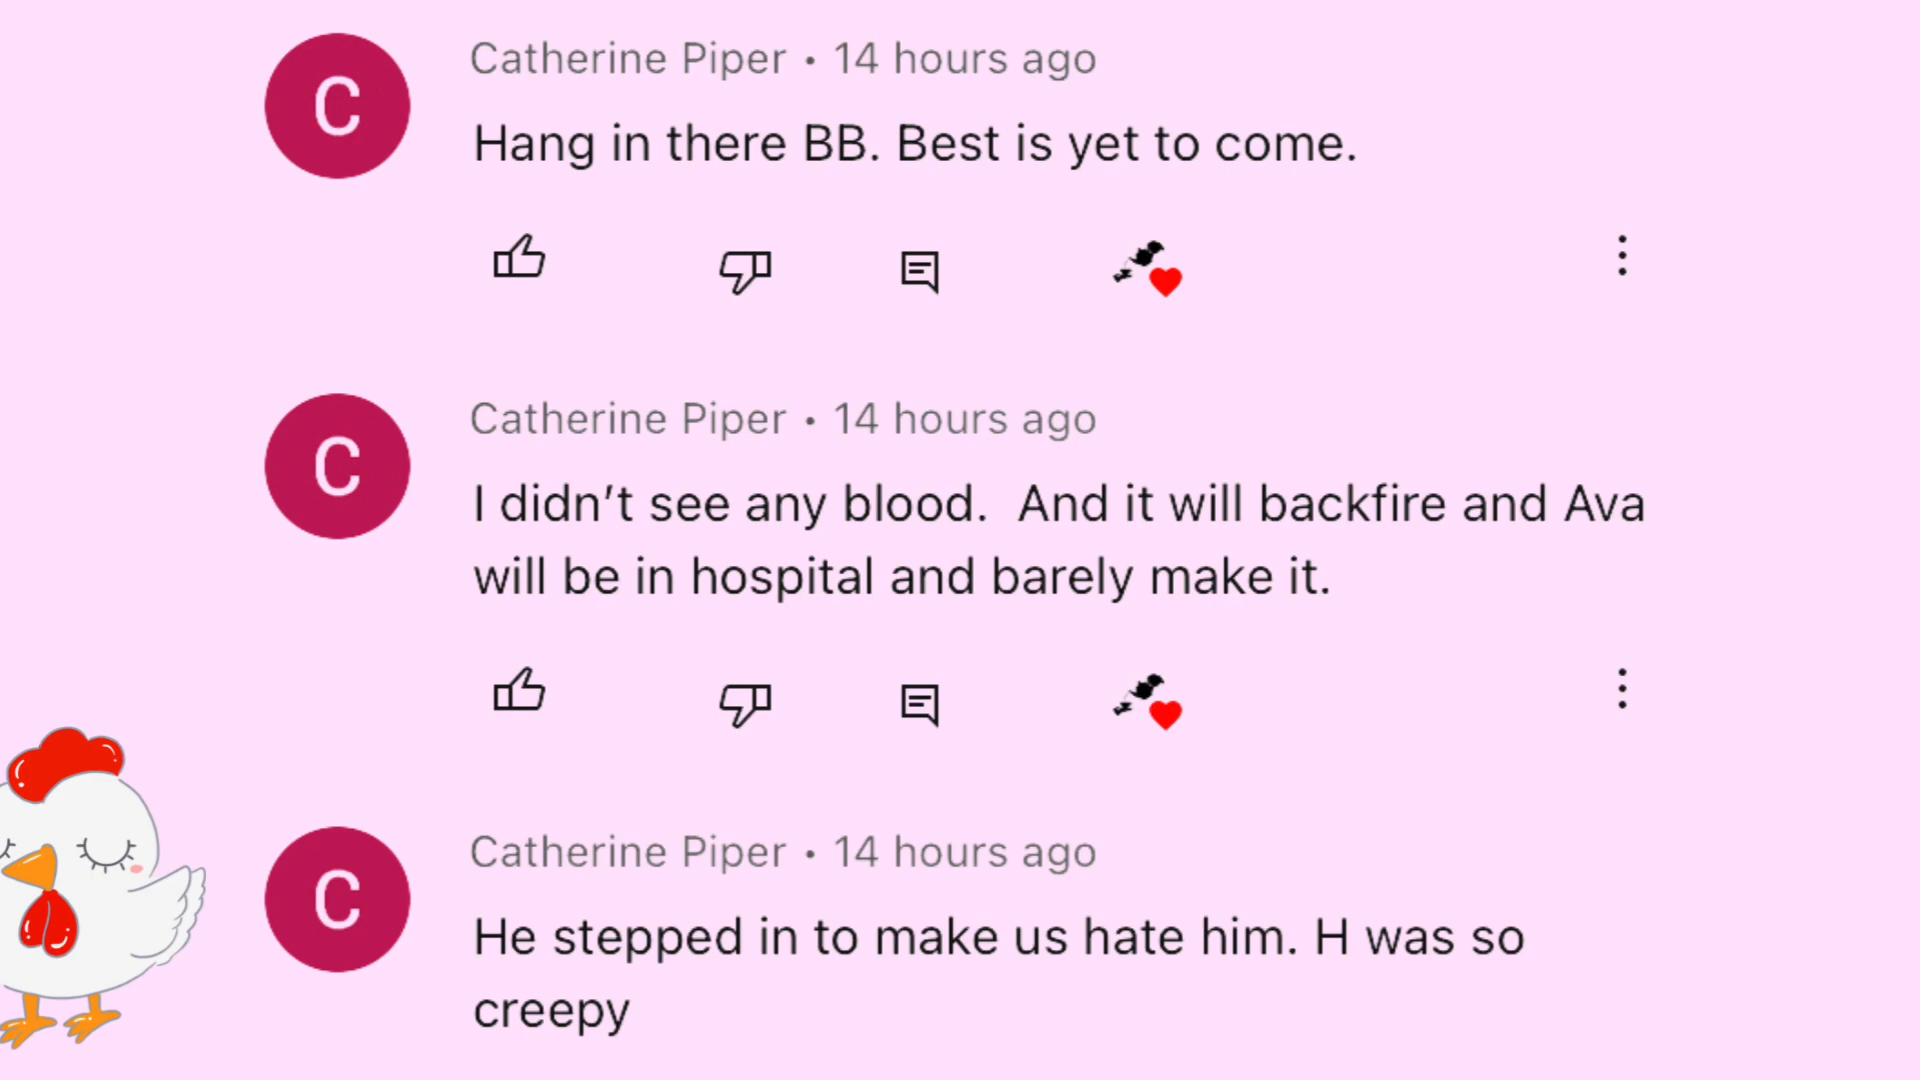 Catherine Piper • 14 hours ago
C
Hang in there BB. Best is yet to come.
Catherine Piper • 14 hours ago
C
I didn't see any blood.  And it will backfire and Ava
will be in hospital and barely make it.
Catherine Piper • 14 hours ago
C
He stepped in to make us hate him. H was so
creepy